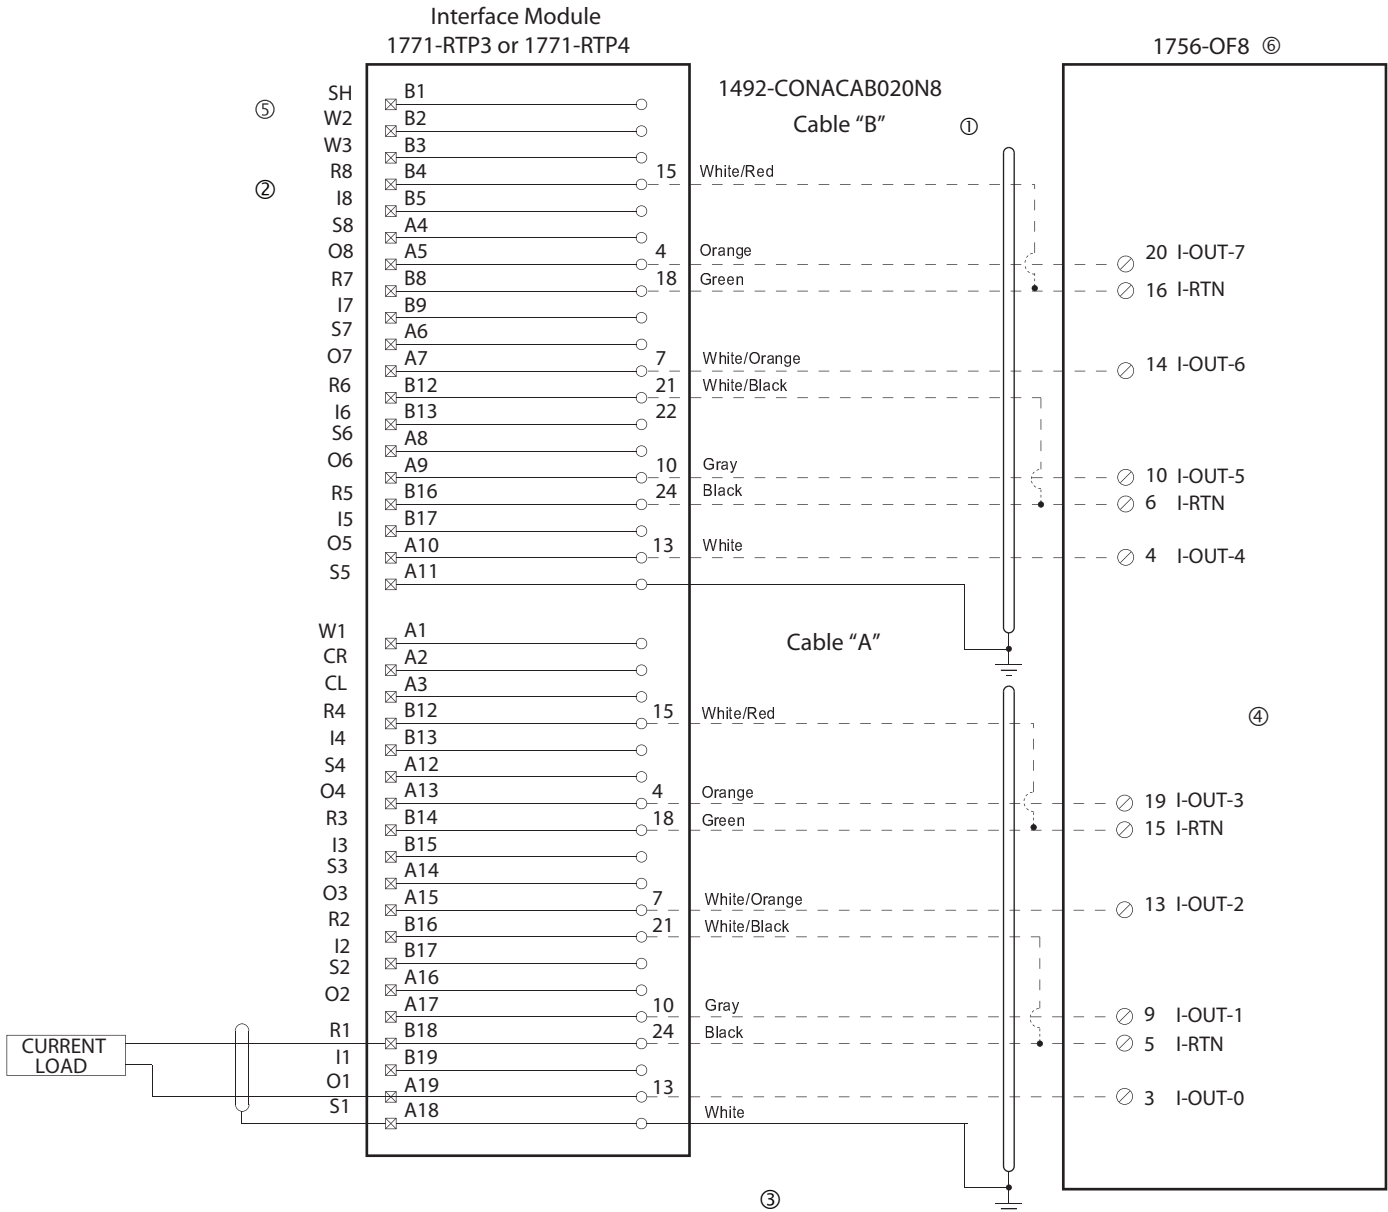 Interface Module
1771-RTP3 or 1771-RTP4
1756-OF8 ⑥
1492-CONACAB020N8
Cable “B” ①
⑤
②
SH B1
W2 B2
W3 B3
R8 B4 15 White/Red
I8 B5
S8 A4
O8 A5 4 Orange 20 I-OUT-7
R7 B8 18 Green 16 I-RTN
I7 B9
S7 A6
O7 A7 7 White/Orange 14 I-OUT-6
R6 B12 21 White/Black
I6 B13 22
S6 A8
O6 A9 10 Gray 10 I-OUT-5
R5 B16 24 Black 6 I-RTN
I5 B17
O5 A10 13 White 4 I-OUT-4
S5 A11
Cable “A”
W1 A1
CR A2
CL A3
R4 B12 15 White/Red
④
I4 B13
S4 A12
O4 A13 4 Orange 19 I-OUT-3
R3 B14 18 Green 15 I-RTN
I3 B15
S3 A14
O3 A15 7 White/Orange 13 I-OUT-2
R2 B16 21 White/Black
I2 B17
S2 A16
O2 A17 10 Gray 9 I-OUT-1
R1 B18 24 Black 5 I-RTN
CURRENT
LOAD
I1 B19
O1 A19 13 3 I-OUT-0
S1 A18 White
③